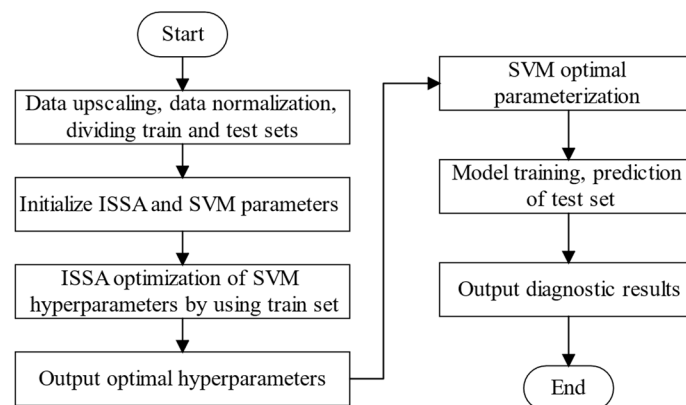 Start
Data upscaling, data normalization,
dividing train and test sets
Initialize ISSA and SVM parameters
ISSA optimization of SVM
hyperparameters by using train set
Output optimal hyperparameters
SVM optimal
parameterization
Model training, prediction
of test set
Output diagnostic results
End